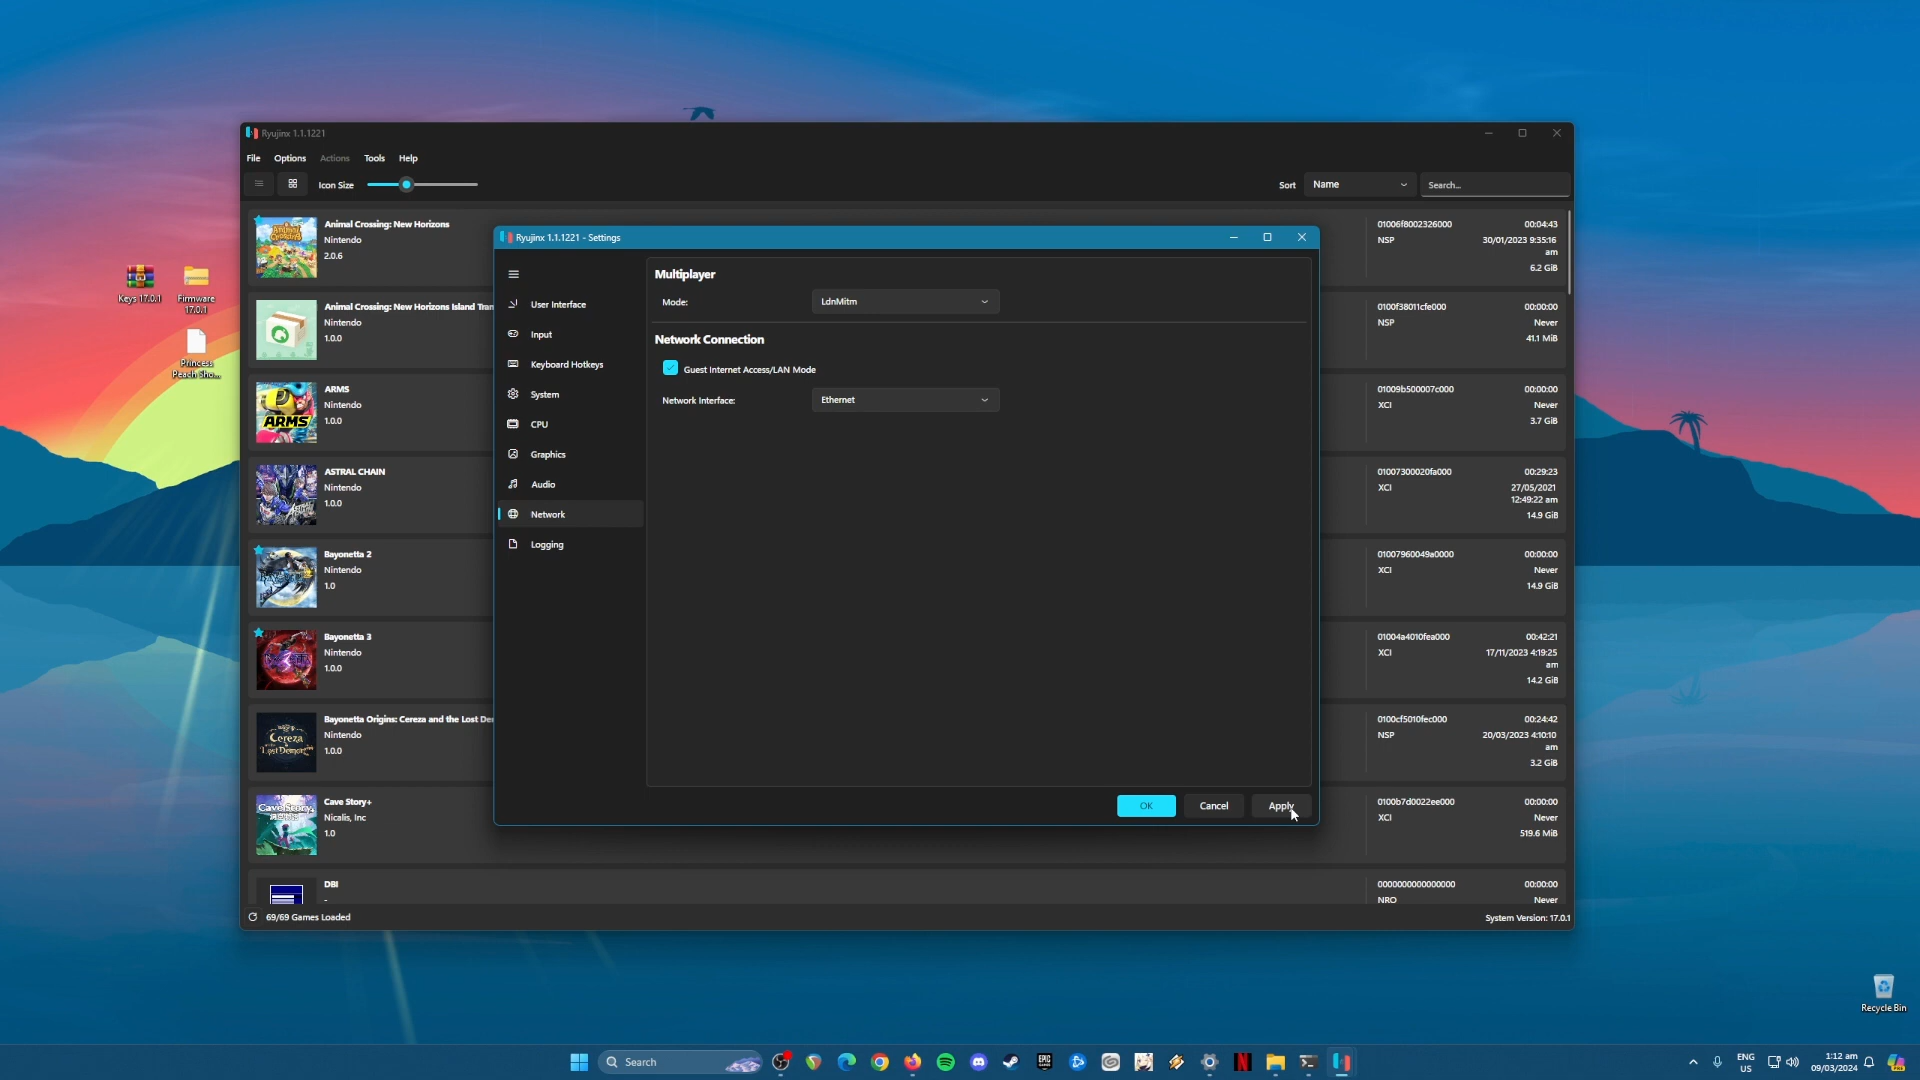 Ryujinx 1.1.1221
File Options Actions Tools Help
Icon Size
Sort Name Search...
Animal Crossing: New Horizons
Nintendo
2.0.6
01006f8002326000 00:04:43
NSP 30/01/2023 9:35:16
am
6.2 GiB
Animal Crossing: New Horizons Island Tran
Nintendo
1.0.0
0100f38011cfe000 00:00:00
NSP Never
41.1 MiB
ARMS
Nintendo
1.0.0
01009b500007c000 00:00:00
XCI Never
3.7 GiB
ASTRAL CHAIN
Nintendo
1.0.0
01007300020fa000 00:29:23
XCI 27/05/2021
12:49:22 am
14.9 GiB
Bayonetta 2
Nintendo
1.0
01007960049a0000 00:00:00
XCI Never
14.9 GiB
Bayonetta 3
Nintendo
1.0.0
01004a4010fea000 00:42:21
XCI 17/11/2023 4:19:25
am
14.2 GiB
Bayonetta Origins: Cereza and the Lost De
Nintendo
1.0.0
0100cf5010fec000 00:24:42
NSP 20/03/2023 4:10:10
am
3.2 GiB
Cave Story+
Nicalis, Inc
1.0
0100b7d0022ee000 00:00:00
XCI Never
519.6 MiB
DBI
-
0000000000000000 00:00:00
NRO Never
69/69 Games Loaded
System Version: 17.0.1
Ryujinx 1.1.1221 - Settings
User Interface
Input
Keyboard Hotkeys
System
CPU
Graphics
Audio
Network
Logging
Multiplayer
Mode: LdnMitm
Network Connection
Guest Internet Access/LAN Mode
Network Interface: Ethernet
OK Cancel Apply
Keys 17.0.1
Firmware
17.0.1
Princess
Peach Sho...
Animal Crossing
ARMS
Cereza
Lost Demon
Cave Story+
Recycle Bin
Search
EPIC
GAMES
ENG
US
1:12 am
09/03/2024
PRE